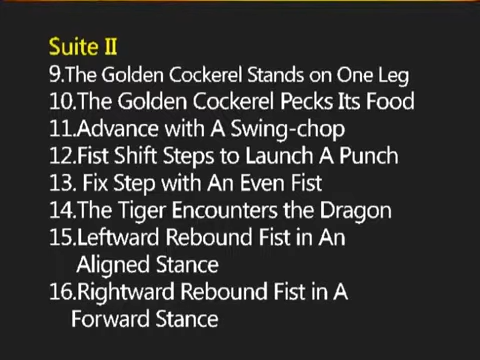 Suite II
9.The Golden Cockerel Stands on One Leg
10.The Golden Cockerel Pecks Its Food
11.Advance with A Swing-chop
12.Fist Shift Steps to Launch A Punch
13. Fix Step with An Even Fist
14.The Tiger Encounters the Dragon
15.Leftward Rebound Fist in An
Aligned Stance
16.Rightward Rebound Fist in A
Forward Stance